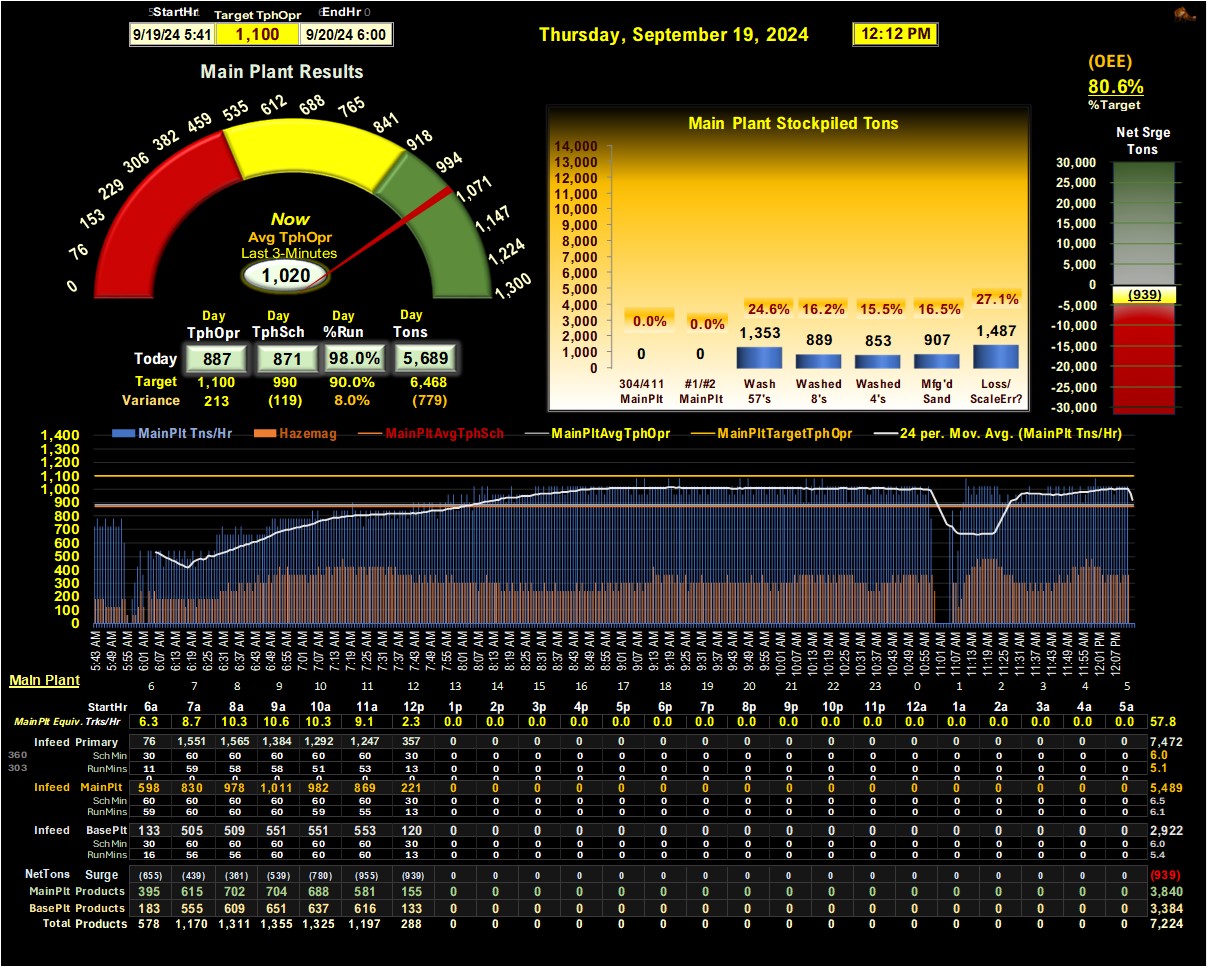 StartHr Target TphOpr EndHr
9/19/24 5:41 1,100 9/20/24 6:00
Thursday, September 19, 2024
12:12 PM
(OEE)
80.6%
%Target
Main Plant Results
0 76 153 229 306 382 459 535 612 688 765 841 918 994 1,071 1,147 1,224 1,300
Now
Avg TphOpr
Last 3-Minutes
1,020
Day Day Day Day
TphOpr TphSch %Run Tons
Today 887 871 98.0% 5,689
Target 1,100 990 90.0% 6,468
Variance 213 (119) 8.0% (779)
Main Plant Stockpiled Tons
14,000
13,000
12,000
11,000
10,000
9,000
8,000
7,000
6,000
5,000
4,000
3,000
2,000
1,000
0
0.0% 0.0% 24.6% 16.2% 15.5% 16.5% 27.1%
0 0 1,353 889 853 907 1,487
304/411 #1/#2 Wash Washed Washed Mfg'd Loss/
MainPlt MainPlt 57's 8's 4's Sand ScaleErr?
Net Srge
Tons
30,000
25,000
20,000
15,000
10,000
5,000
0
(939)
-5,000
-10,000
-15,000
-20,000
-25,000
-30,000
MainPlt Tns/Hr Hazemag MainPltAvgTphSch MainPltAvgTphOpr MainPltTargetTphOpr 24 per. Mov. Avg. (MainPlt Tns/Hr)
1,400
1,300
1,200
1,100
1,000
900
800
700
600
500
400
300
200
100
0
5:43 AM 5:49 AM 5:55 AM 6:01 AM 6:07 AM 6:13 AM 6:19 AM 6:25 AM 6:31 AM 6:37 AM 6:43 AM 6:49 AM 6:55 AM 7:01 AM 7:07 AM 7:13 AM 7:19 AM 7:25 AM 7:31 AM 7:37 AM 7:43 AM 7:49 AM 7:55 AM 8:01 AM 8:07 AM 8:13 AM 8:19 AM 8:25 AM 8:31 AM 8:37 AM 8:43 AM 8:49 AM 8:55 AM 9:01 AM 9:07 AM 9:13 AM 9:19 AM 9:25 AM 9:31 AM 9:37 AM 9:43 AM 9:49 AM 9:55 AM 10:01 AM 10:07 AM 10:13 AM 10:19 AM 10:25 AM 10:31 AM 10:37 AM 10:43 AM 10:49 AM 10:55 AM 11:01 AM 11:07 AM 11:13 AM 11:19 AM 11:25 AM 11:31 AM 11:37 AM 11:43 AM 11:49 AM 11:55 AM 12:01 PM 12:07 PM
Main Plant 6 7 8 9 10 11 12 13 14 15 16 17 18 19 20 21 22 23 0 1 2 3 4 5
StartHr 6a 7a 8a 9a 10a 11a 12p 1p 2p 3p 4p 5p 6p 7p 8p 9p 10p 11p 12a 1a 2a 3a 4a 5a
MainPlt Equiv. Trks/Hr 6.3 8.7 10.3 10.6 10.3 9.1 2.3 0.0 0.0 0.0 0.0 0.0 0.0 0.0 0.0 0.0 0.0 0.0 0.0 0.0 0.0 0.0 0.0 0.0 57.8
Infeed Primary 76 1,551 1,565 1,384 1,292 1,247 357 0 0 0 0 0 0 0 0 0 0 0 0 0 0 0 0 0 7,472
360 SchMin 30 60 60 60 60 60 30 0 0 0 0 0 0 0 0 0 0 0 0 0 0 0 0 0 6.0
303 RunMins 11 59 58 58 51 53 13 0 0 0 0 0 0 0 0 0 0 0 0 0 0 0 0 0 5.1
0 0 0 0 0 0 0 0 0 0 0 0 0 0 0 0 0 0 0 0 0 0 0 0
Infeed MainPlt 598 830 978 1,011 982 869 221 0 0 0 0 0 0 0 0 0 0 0 0 0 0 0 0 0 5,489
SchMin 60 60 60 60 60 60 30 0 0 0 0 0 0 0 0 0 0 0 0 0 0 0 0 0 6.5
RunMins 59 60 60 60 59 55 13 0 0 0 0 0 0 0 0 0 0 0 0 0 0 0 0 0 6.1
Infeed BasePlt 133 505 509 551 551 553 120 0 0 0 0 0 0 0 0 0 0 0 0 0 0 0 0 0 2,922
SchMin 30 60 60 60 60 60 30 0 0 0 0 0 0 0 0 0 0 0 0 0 0 0 0 0 6.0
RunMins 16 56 56 60 60 60 13 0 0 0 0 0 0 0 0 0 0 0 0 0 0 0 0 0 5.4
NetTons Surge (655) (439) (361) (539) (780) (955) (939) 0 0 0 0 0 0 0 0 0 0 0 0 0 0 0 0 0 (939)
MainPlt Products 395 615 702 704 688 581 155 0 0 0 0 0 0 0 0 0 0 0 0 0 0 0 0 0 3,840
BasePlt Products 183 555 609 651 637 616 133 0 0 0 0 0 0 0 0 0 0 0 0 0 0 0 0 0 3,384
Total Products 578 1,170 1,311 1,355 1,325 1,197 288 0 0 0 0 0 0 0 0 0 0 0 0 0 0 0 0 0 7,224